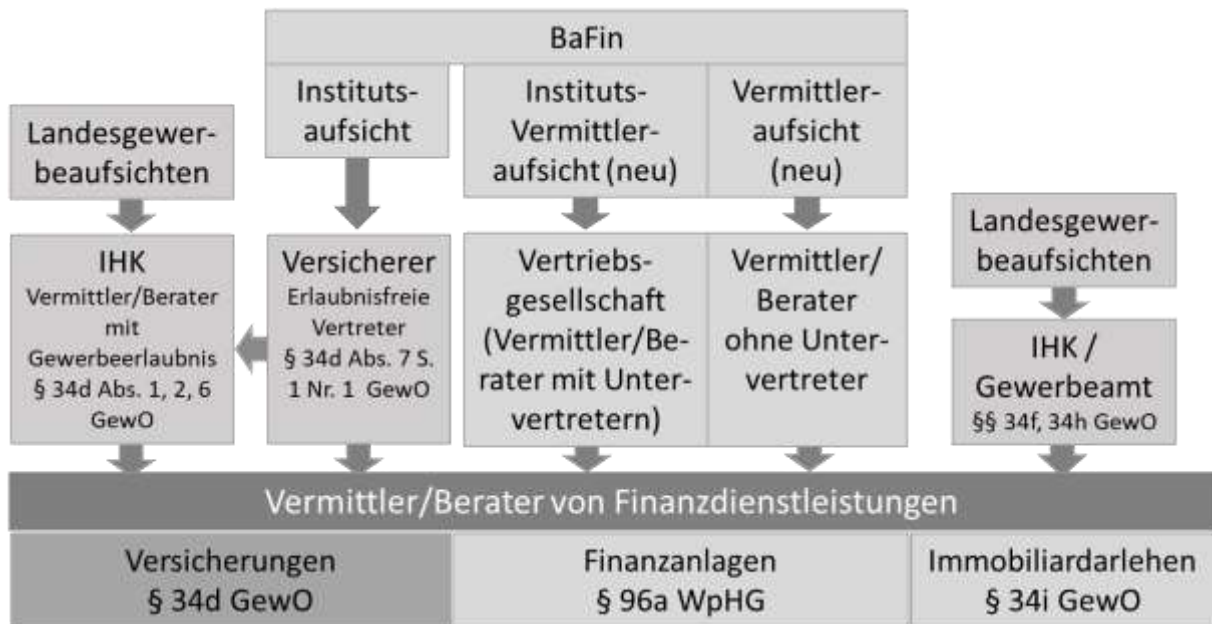 BaFin
Instituts-
aufsicht
Instituts-
Vermittler-
aufsicht (neu)
Vermittler-
aufsicht
(neu)
Landesgewer-
beaufsichten
Landesgewer-
beaufsichten
IHK
Vermittler/Berater
mit
Gewerbeerlaubnis
§ 34d Abs. 1, 2, 6
GewO
Versicherer
Erlaubnisfreie
Vertreter
§ 34d Abs. 7 S.
1 Nr. 1 GewO
Vertriebs-
gesellschaft
(Vermittler/Be-
rater mit Unter-
vertretern)
Vermittler/
Berater
ohne Unter-
vertreter
IHK /
Gewerbeamt
§§ 34f, 34h GewO
Vermittler/Berater von Finanzdienstleistungen
Versicherungen
§ 34d GewO
Finanzanlagen
§ 96a WpHG
Immobiliardarlehen
§ 34i GewO